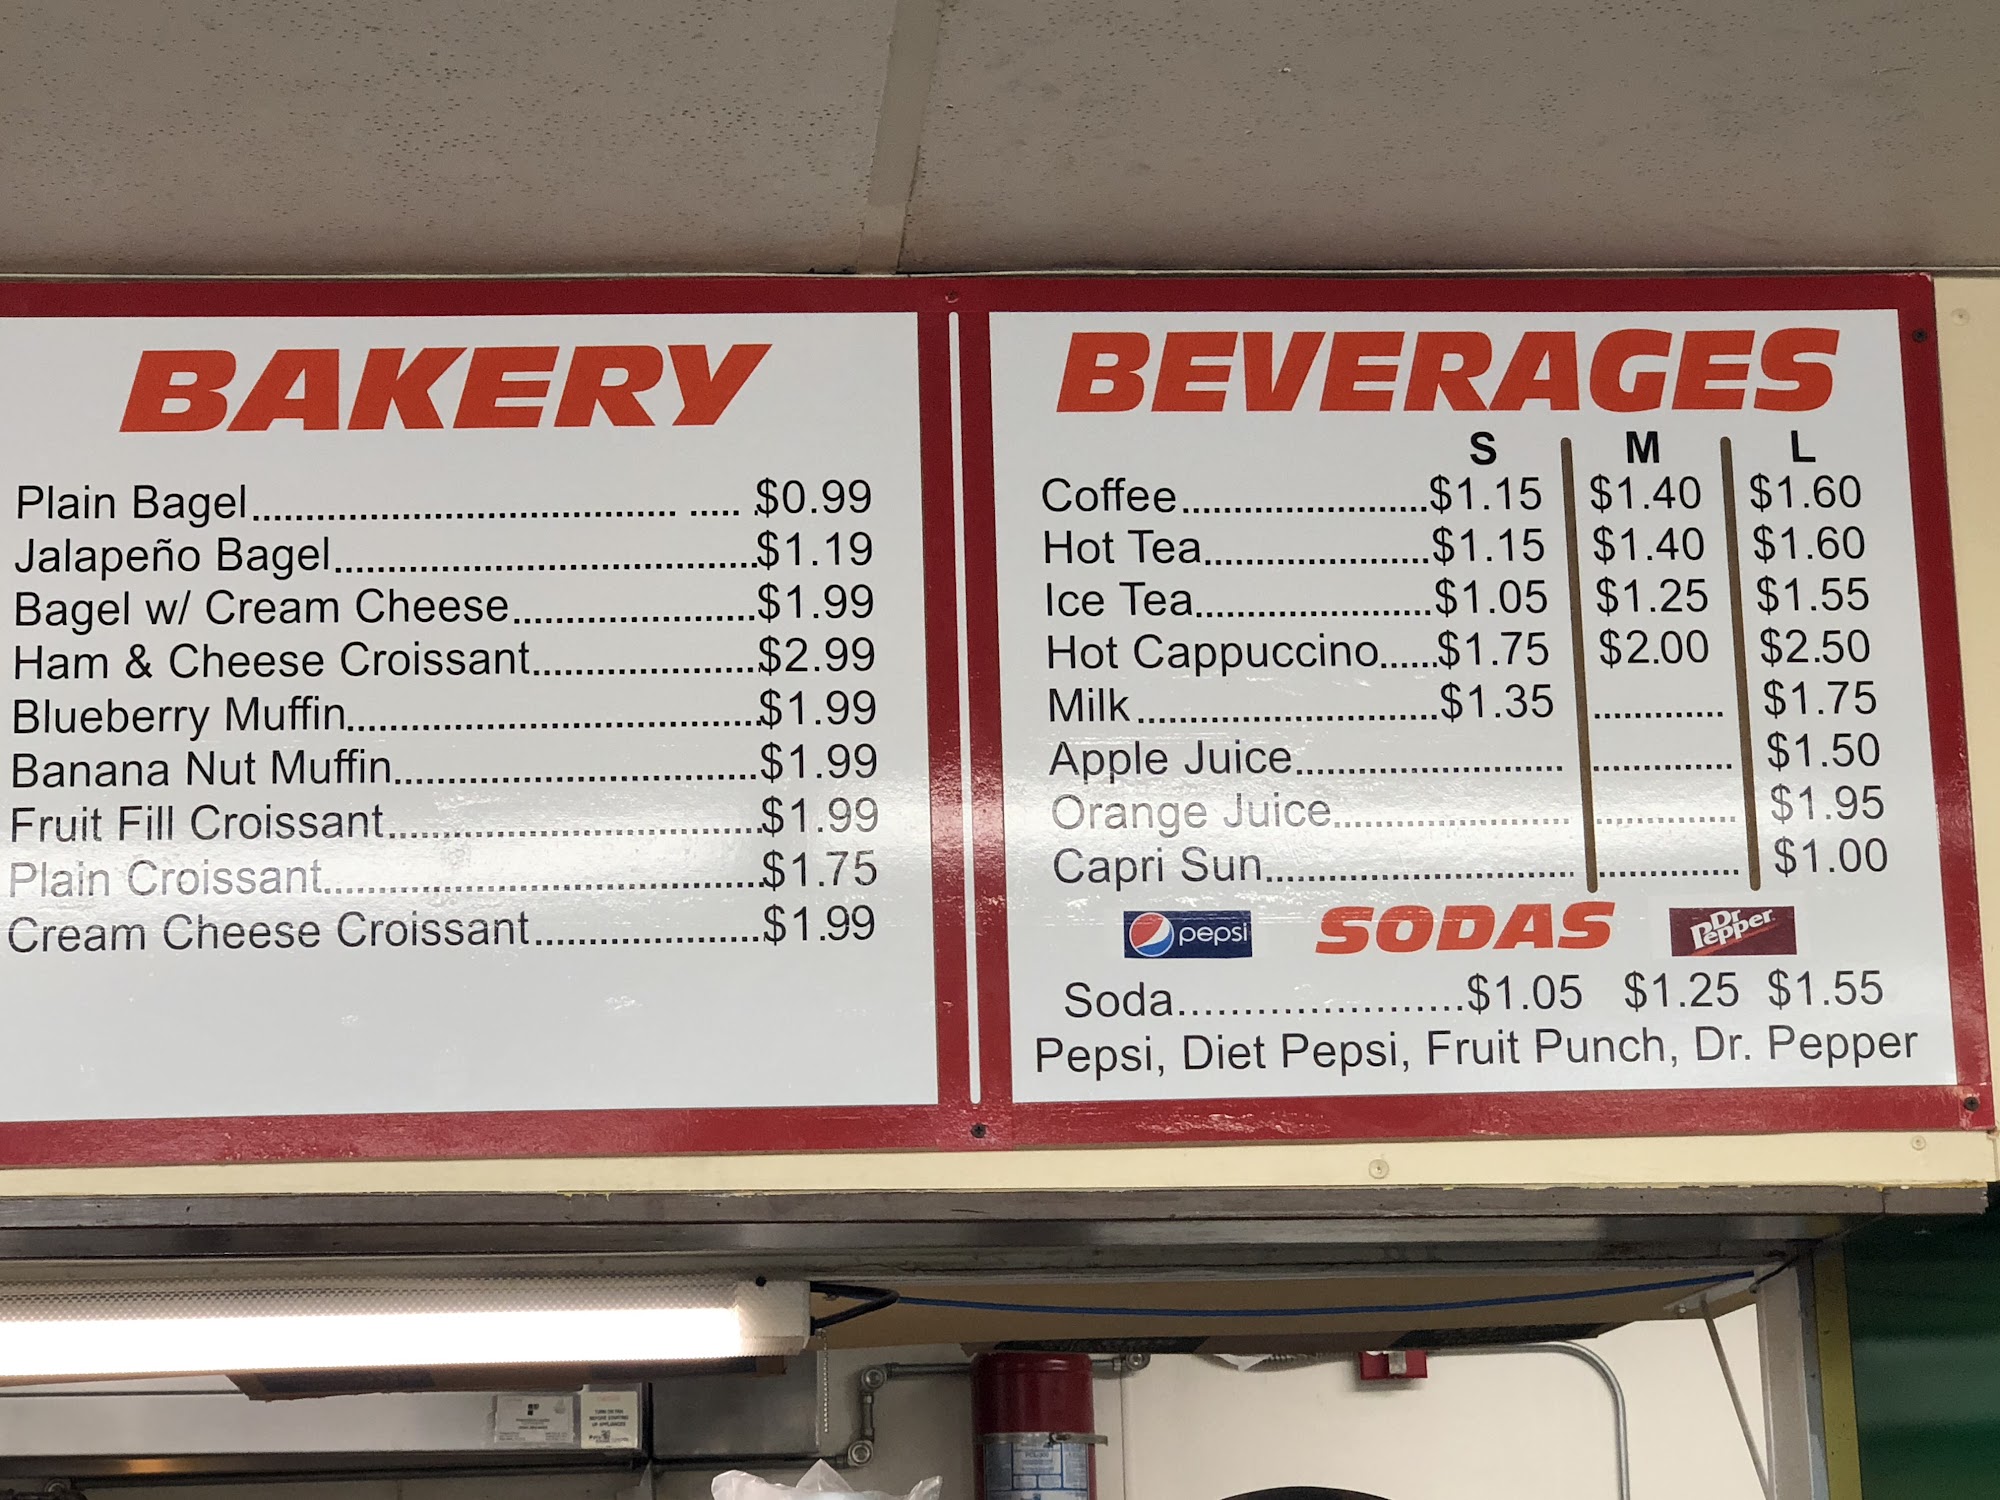 BAKERY
Plain Bagel......................................... ..... .$0.99
Jalapeño Bagel........................................$1.19
Bagel w/ Cream Cheese.......................$1.99
Ham & Cheese Croissant.....................$2.99
Blueberry Muffin.......................................$1.99
Banana Nut Muffin..................................$1.99
Fruit Fill Croissant...................................$1.99
Plain Croissant.........................................$1.75
Cream Cheese Croissant.....................$1.99
BEVERAGES
S M L
Coffee.......................$1.15 $1.40 $1.60
Hot Tea.....................$1.15 $1.40 $1.60
Ice Tea......................$1.05 $1.25 $1.55
Hot Cappuccino......$1.75 $2.00 $2.50
Milk............................$1.35 ............. $1.75
Apple Juice......................... ............. $1.50
Orange Juice...................... ............. $1.95
Capri Sun............................. ............. $1.00
pepsi SODAS Dr Pepper
Soda......................$1.05 $1.25 $1.55
Pepsi, Diet Pepsi, Fruit Punch, Dr. Pepper